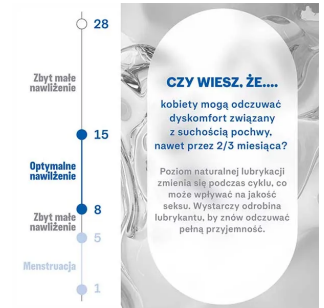 28
Zbyt małe
nawilżenie
15
Optymalne
nawilżenie
8
Zbyt małe
nawilżenie
5
Menstruacja
1
CZY WIESZ, ŻE....
kobiety mogą odczuwać
dyskomfort związany
z suchością pochwy,
nawet przez 2/3 miesiąca?
Poziom naturalnej lubrykacji
zmienia się podczas cyklu, co
może wpływać na jakość
seksu. Wystarczy odrobina
lubrykantu, by znów odczuwać
pełną przyjemność.